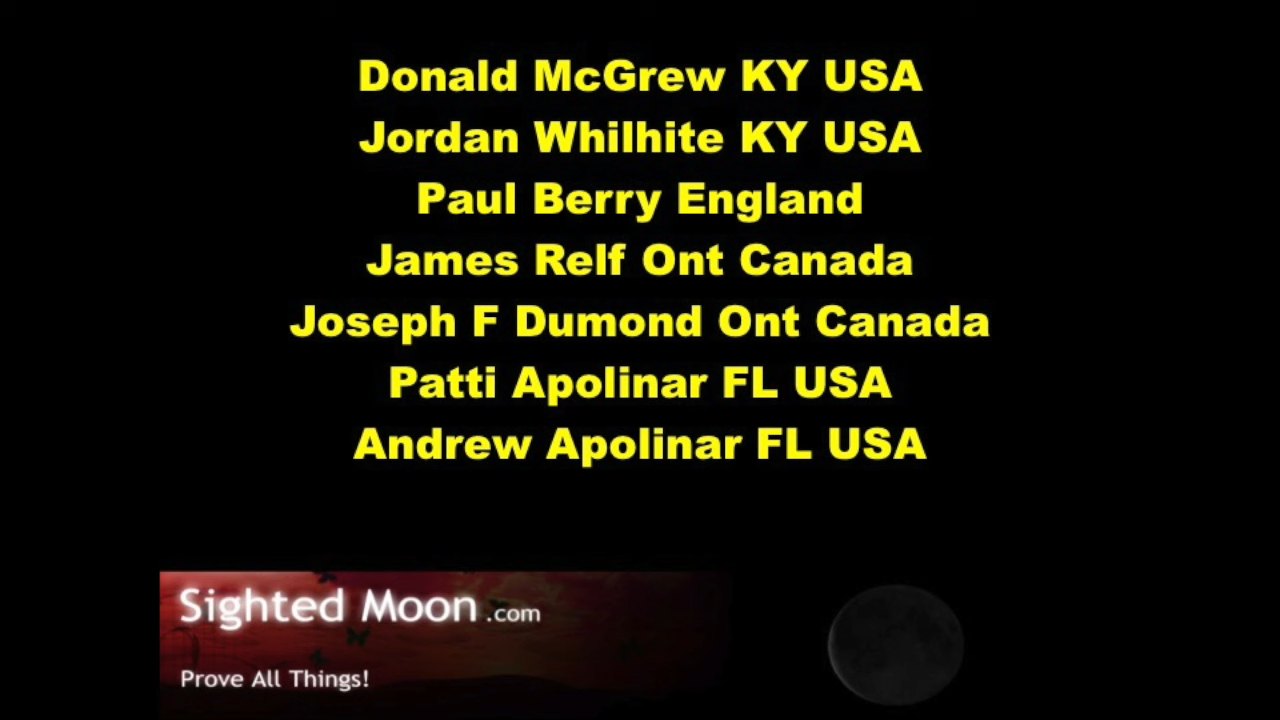 Donald McGrew KY USA
Jordan Whilhite KY USA
Paul Berry England
James Relf Ont Canada
Joseph F Dumond Ont Canada
Patti Apolinar FL USA
Andrew Apolinar FL USA
Sighted Moon .com
Prove All Things!